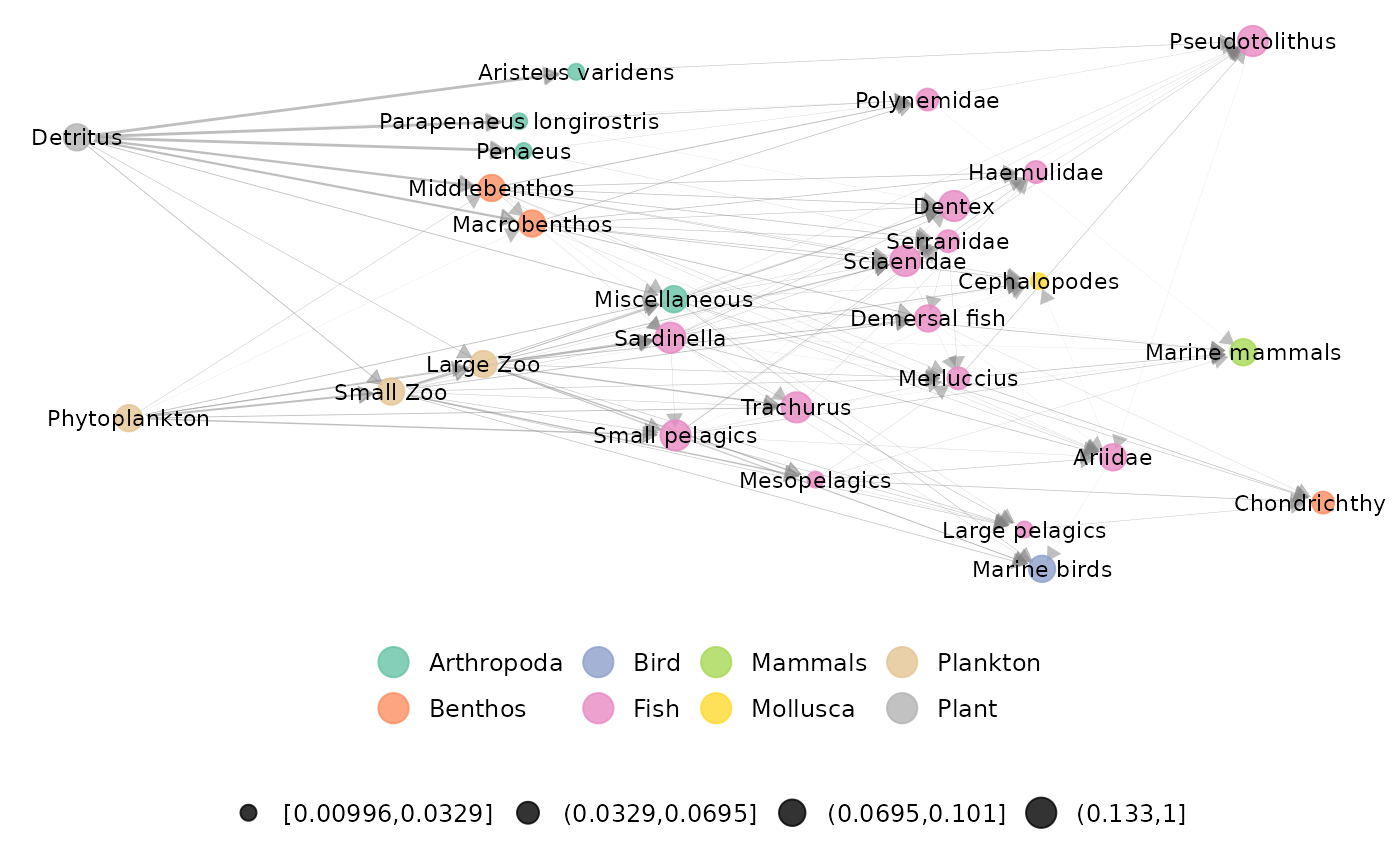 Pseudotolithus
Aristeus varidens
Polynemidae
Parapenaeus longirostris
Detritus
Penaeus
Haemulidae
Middlebenthos
Dentex
Macrobenthos
Serranidae
Sciaenidae
Cephalopodes
Miscellaneous
Demersal fish
Sardinella
Marine mammals
Large Zoo
Merluccius
Small Zoo
Trachurus
Phytoplankton
Small pelagics
Ariidae
Mesopelagics
Chondrichthy
Large pelagics
Marine birds
Arthropoda Bird Mammals Plankton
Benthos Fish Mollusca Plant
[0.00996,0.0329] (0.0329,0.0695] (0.0695,0.101] (0.133,1]